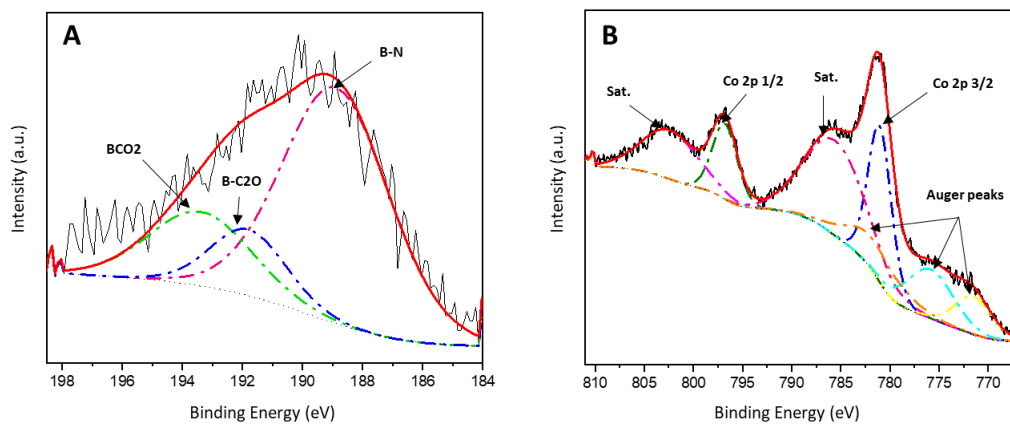 A
B-N
BCO2
B-C2O
Intensity (a.u.)
198 196 194 192 190 188 186 184
Binding Energy (eV)
B
Sat.
Co 2p 1/2
Sat.
Co 2p 3/2
Auger peaks
Intensity (a.u.)
810 805 800 795 790 785 780 775 770
Binding Energy (eV)